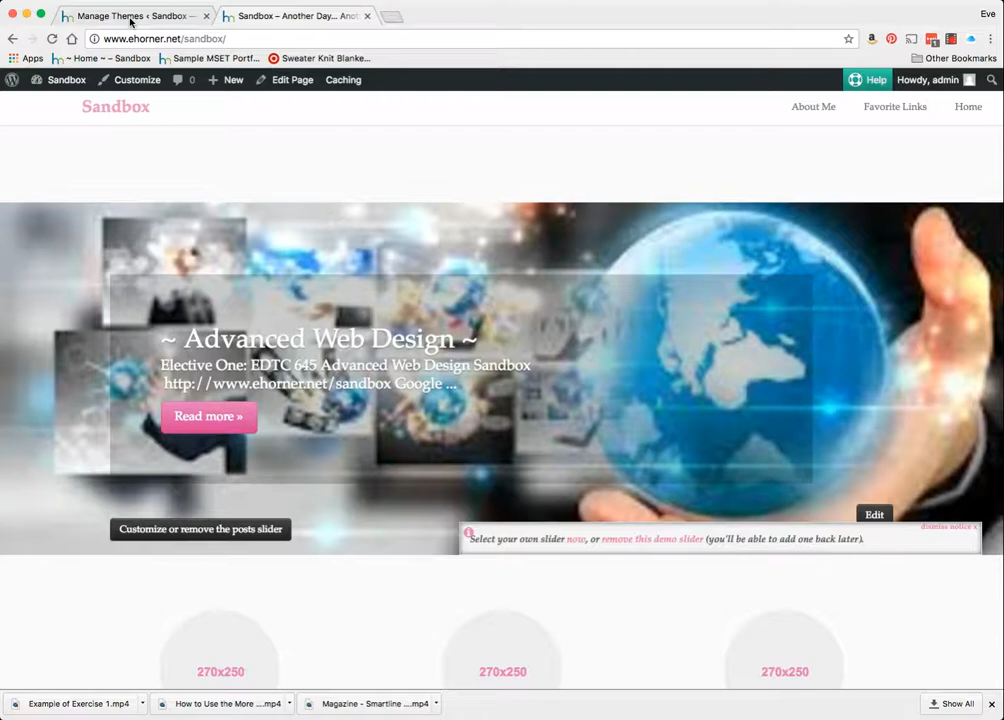 Manage Themes ‹ Sandbox —
Sandbox – Another Day... Ano
Eve
www.ehorner.net/sandbox/
Apps
~ Home ~ – Sandbox
Sample MSET Portf...
Sweater Knit Blanke...
Other Bookmarks
Sandbox
Customize
0
New
Edit Page
Caching
Help
Howdy, admin
Sandbox
About Me
Favorite Links
Home
~ Advanced Web Design ~
Elective One: EDTC 645 Advanced Web Design Sandbox
http://www.ehorner.net/sandbox Google ...
Read more »
Customize or remove the posts slider
Edit
dismiss notice x
Select your own slider now, or remove this demo slider (you'll be able to add one back later).
270x250
270x250
270x250
Example of Exercise 1.mp4
How to Use the More ....mp4
Magazine - Smartline ....mp4
Show All